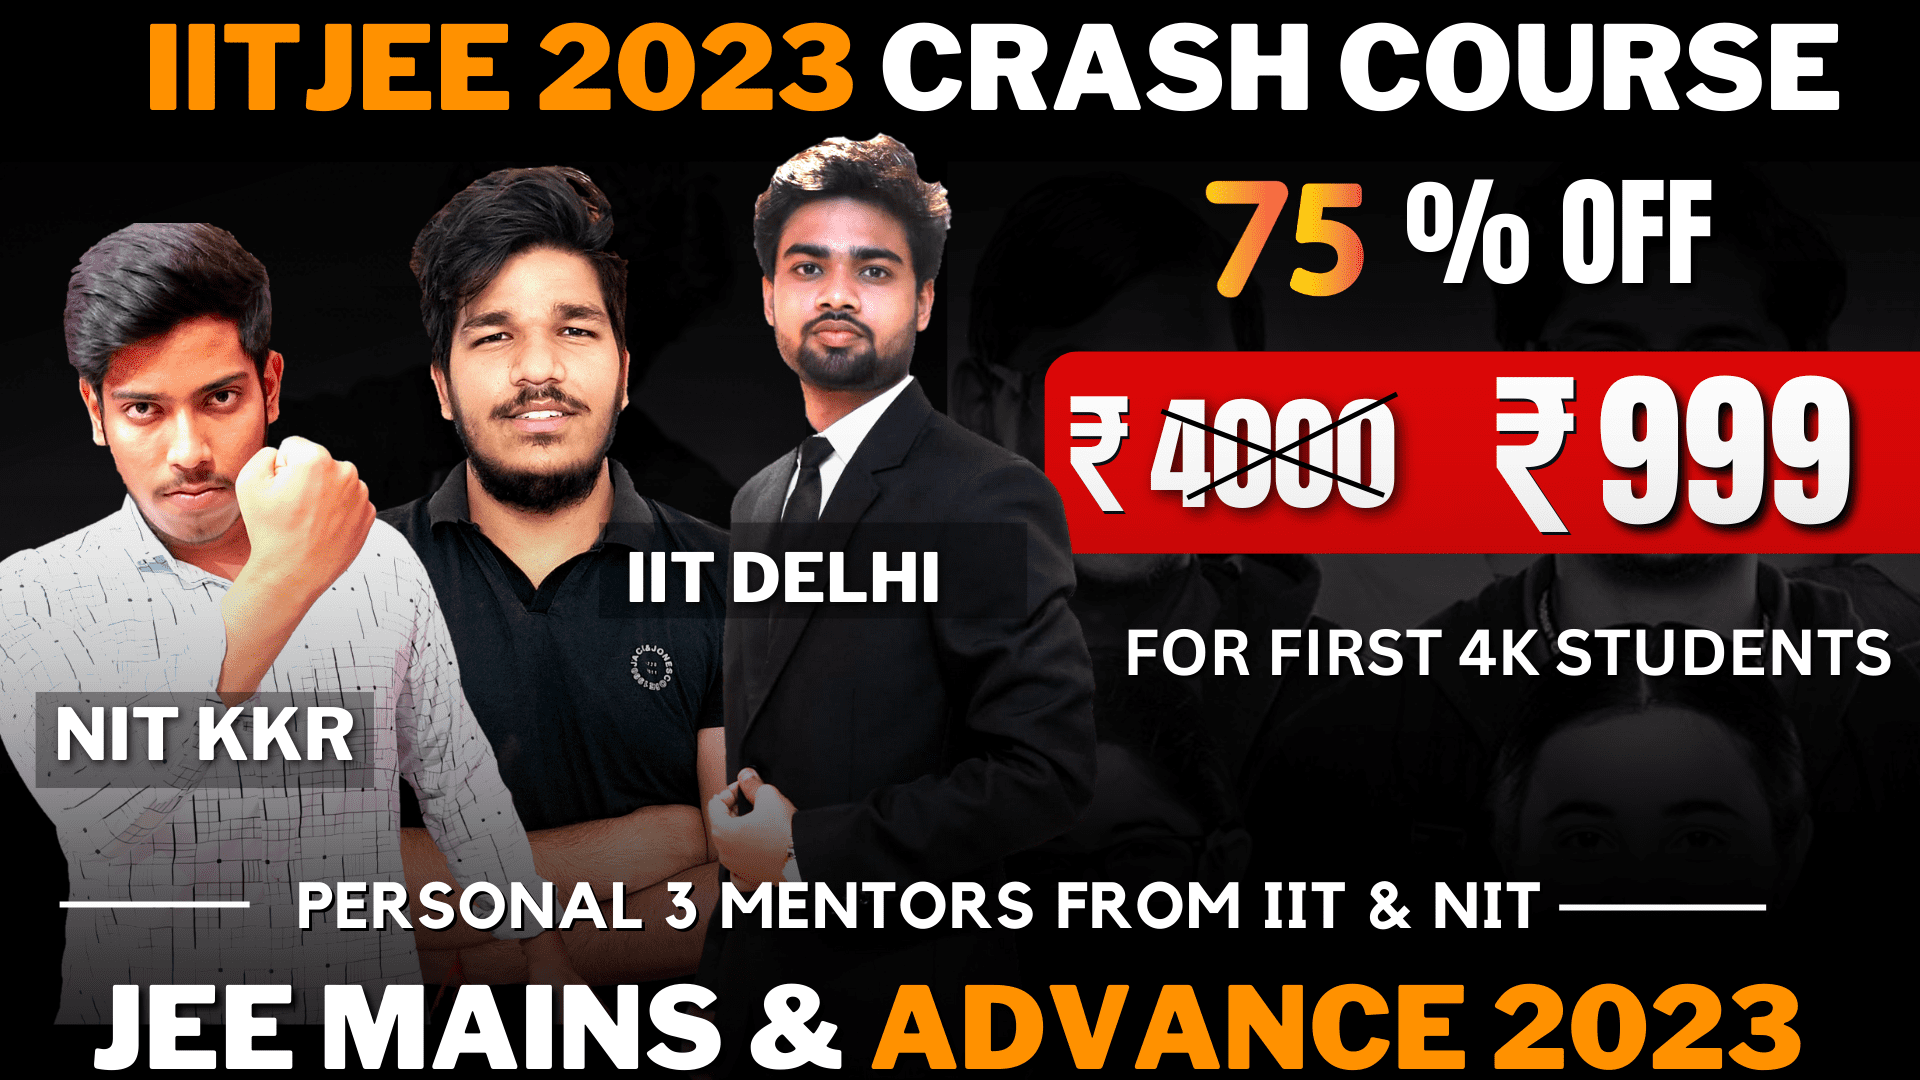 IITJEE 2023 CRASH COURSE
75 % OFF
₹ 4000 ₹ 999
IIT DELHI
FOR FIRST 4K STUDENTS
NIT KKR
PERSONAL 3 MENTORS FROM IIT & NIT
JEE MAINS & ADVANCE 2023